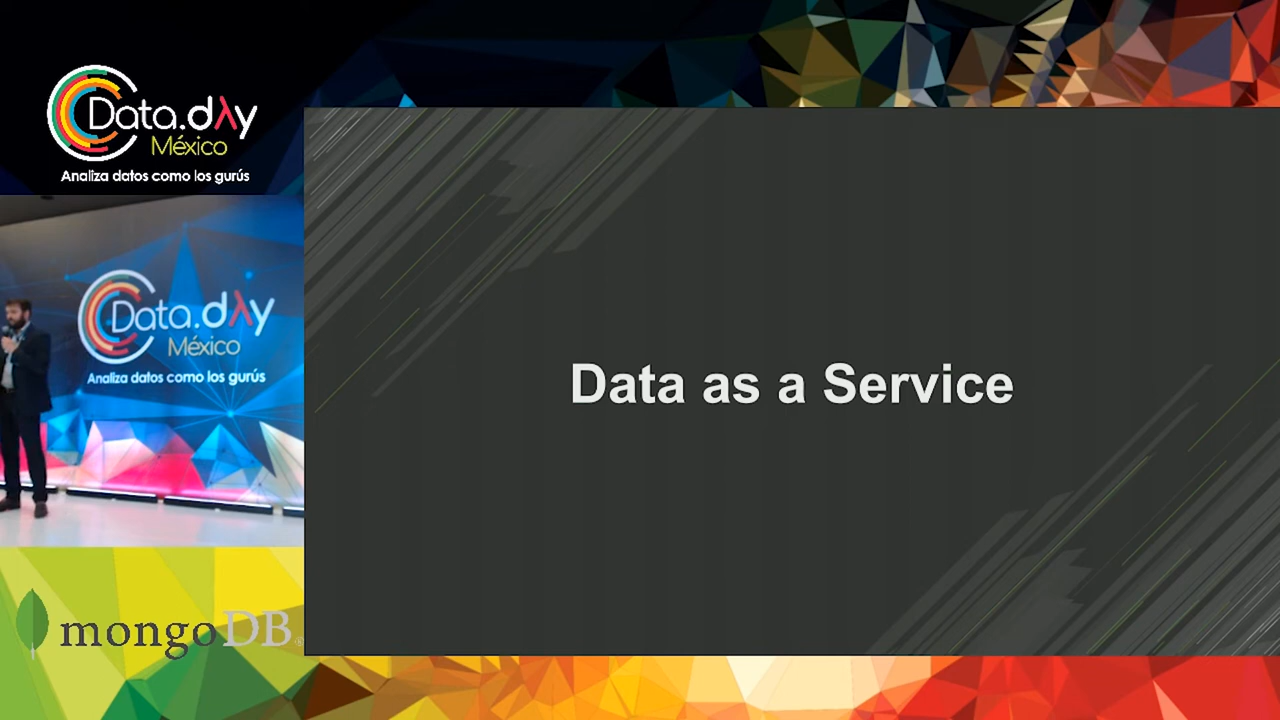 Data.dλy
México
Analiza datos como los gurús
Data.dλy
México
Analiza datos como los gurús
Data as a Service
mongoDB